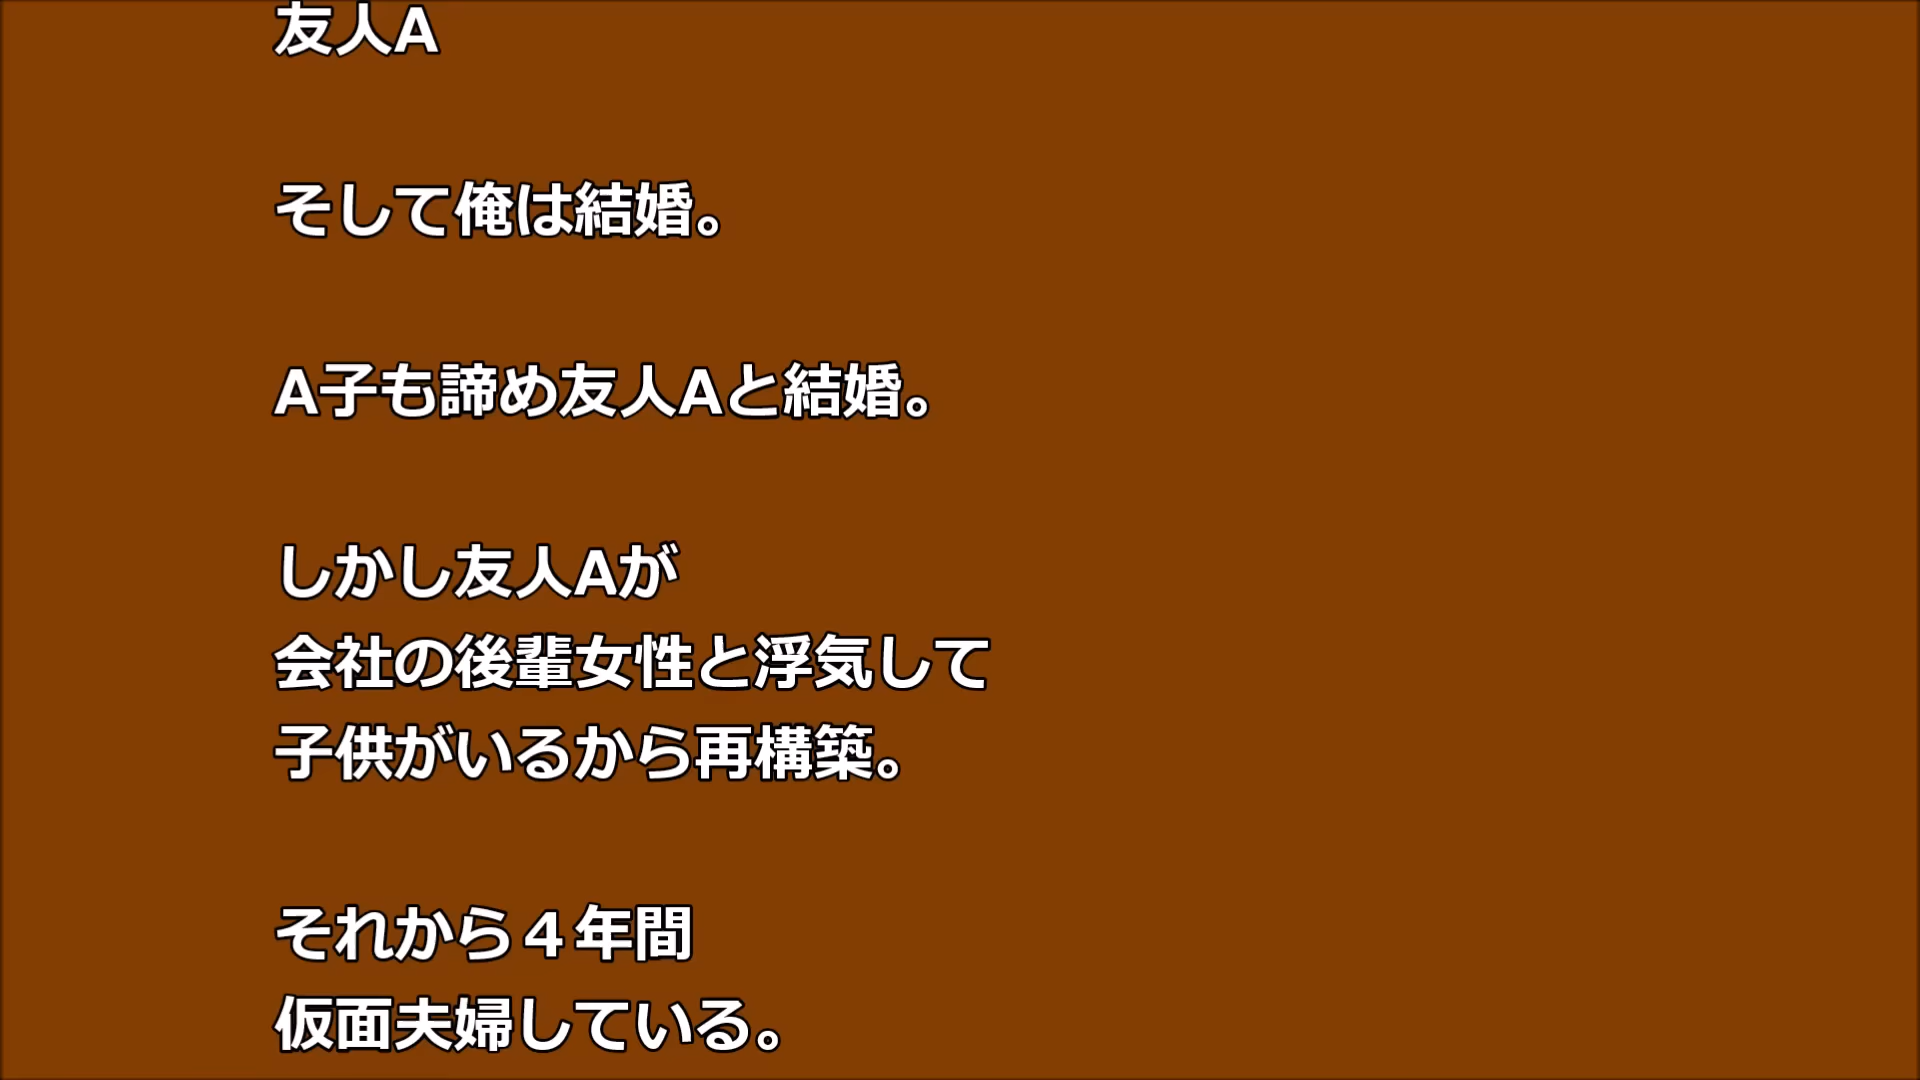 友人A
そして俺は結婚。
A子も諦め友人Aと結婚。
しかし友人Aが
会社の後輩女性と浮気して
子供がいるから再構築。
それから４年間
仮面夫婦している。